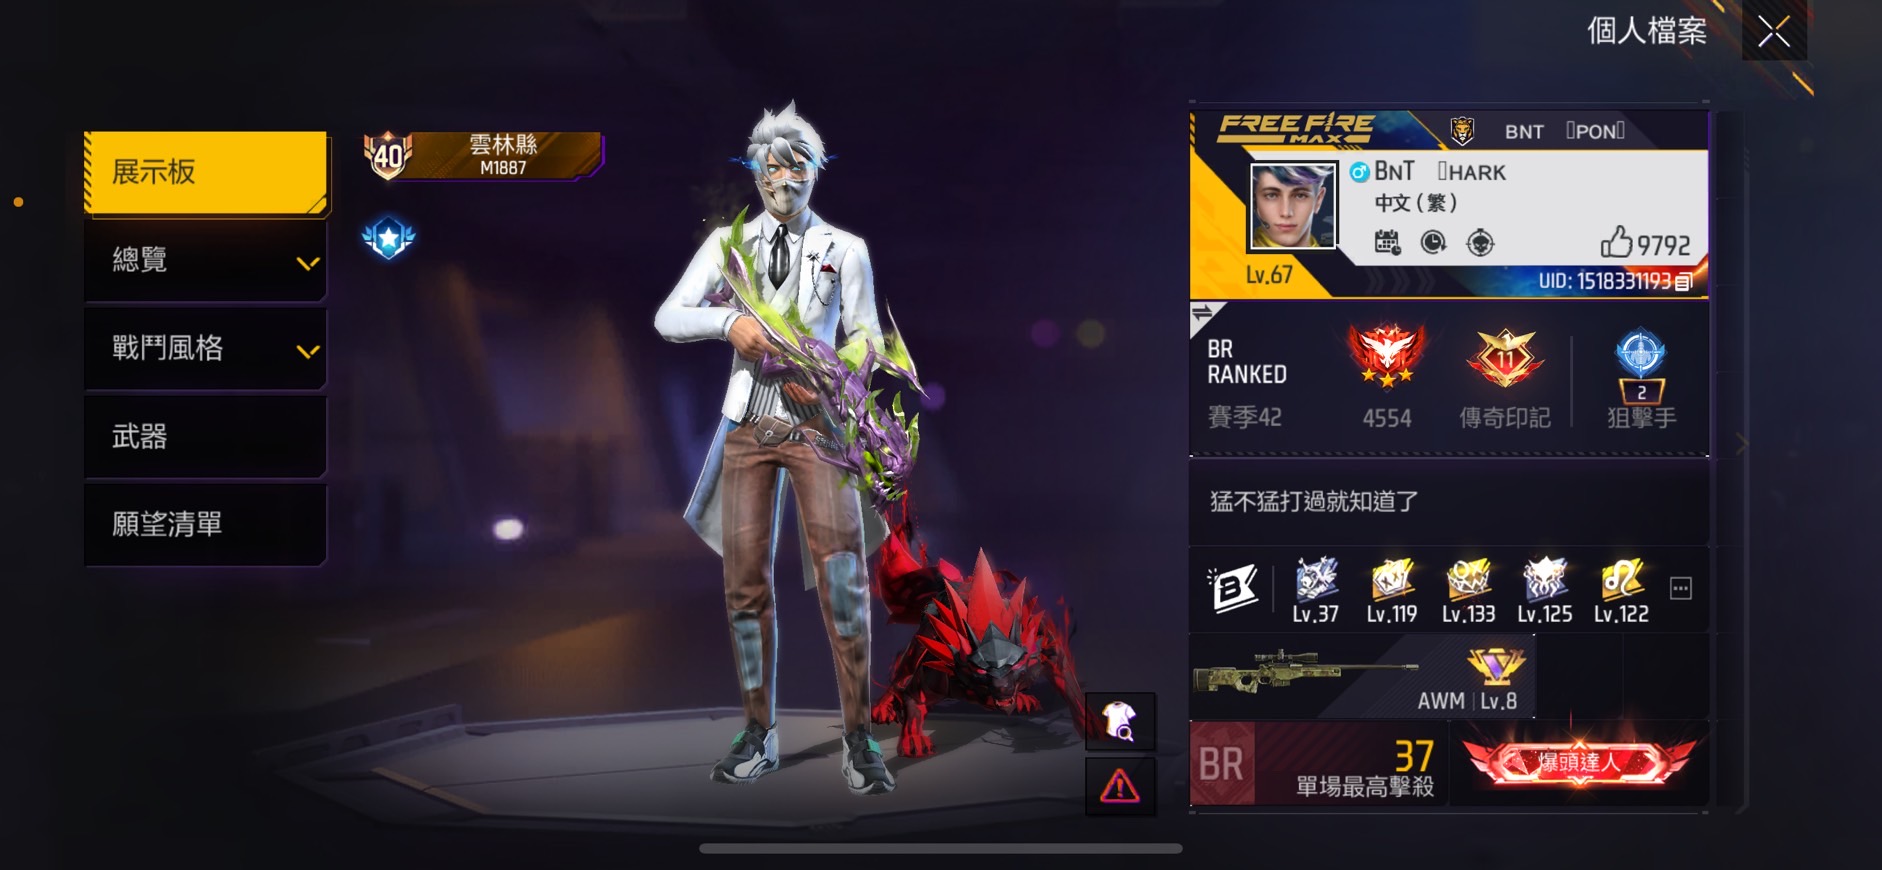 個人檔案
展示板
總覽
戰鬥風格
武器
願望清單
40
雲林縣
M1887
FREE FIRE
MAX
BNT ▯PON▯
BNT ▯HARK
中文(繁)
9792
Lv.67
UID: 1518331193
BR
RANKED
賽季42
4554
11
傳奇印記
2
狙擊手
猛不猛打過就知道了
B
Lv.37
Lv.119
Lv.133
Lv.125
Lv.122
AWM | Lv.8
BR
37
單場最高擊殺
爆頭達人